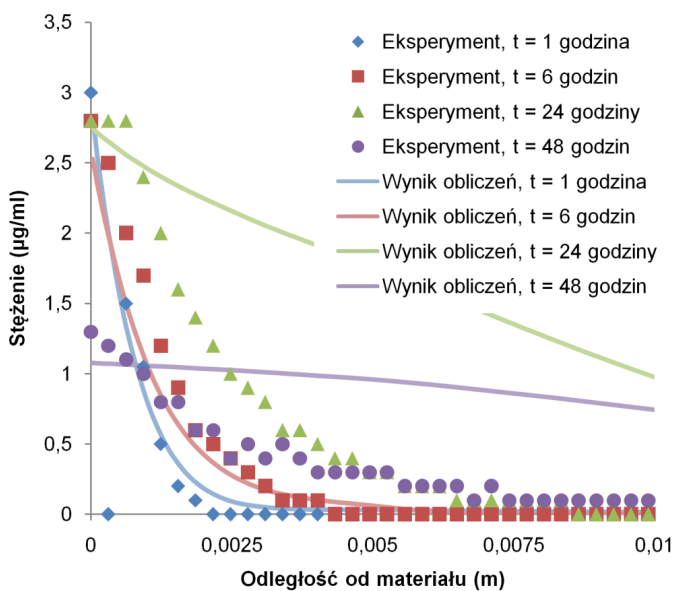 3,5
3
2,5
2
1,5
1
0,5
0
Stężenie (µg/ml)
Eksperyment, t = 1 godzina
Eksperyment, t = 6 godzin
Eksperyment, t = 24 godziny
Eksperyment, t = 48 godzin
Wynik obliczeń, t = 1 godzina
Wynik obliczeń, t = 6 godzin
Wynik obliczeń, t = 24 godziny
Wynik obliczeń, t = 48 godzin
0 0,0025 0,005 0,0075 0,01
Odległość od materiału (m)